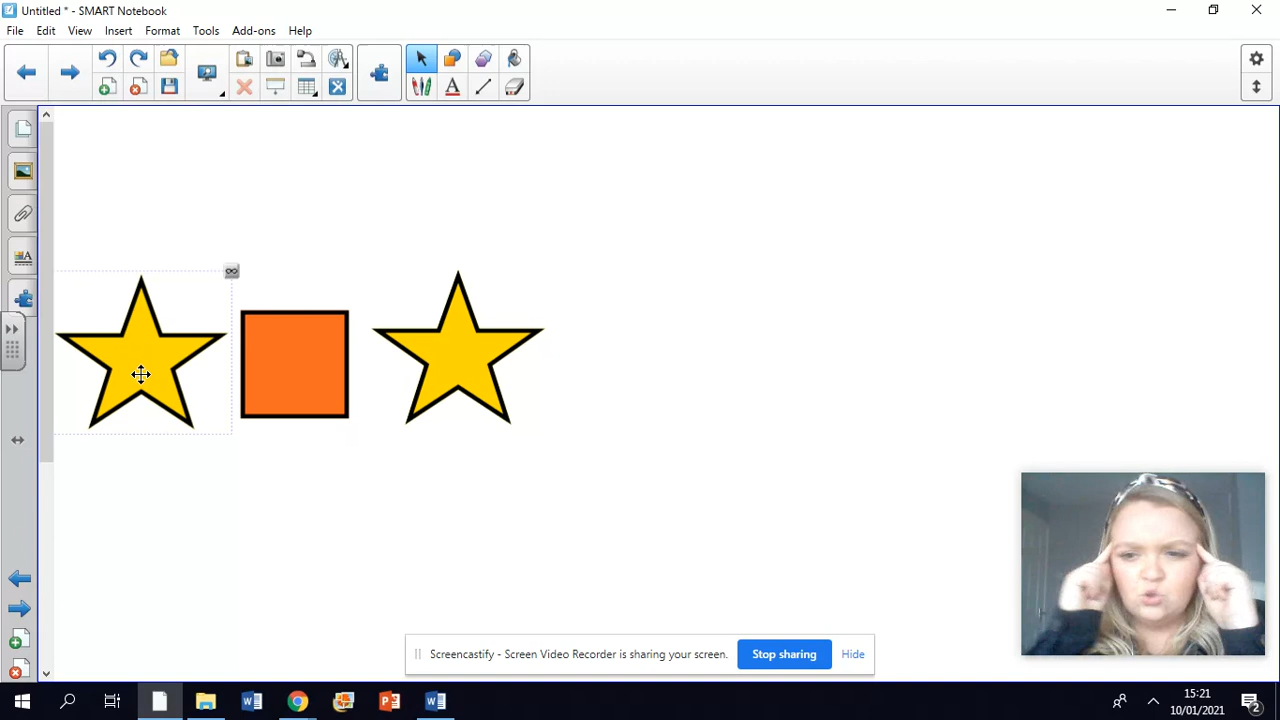 Untitled * - SMART Notebook
File Edit View Insert Format Tools Add-ons Help
Screencastify - Screen Video Recorder is sharing your screen. Stop sharing Hide
15:21
10/01/2021
2